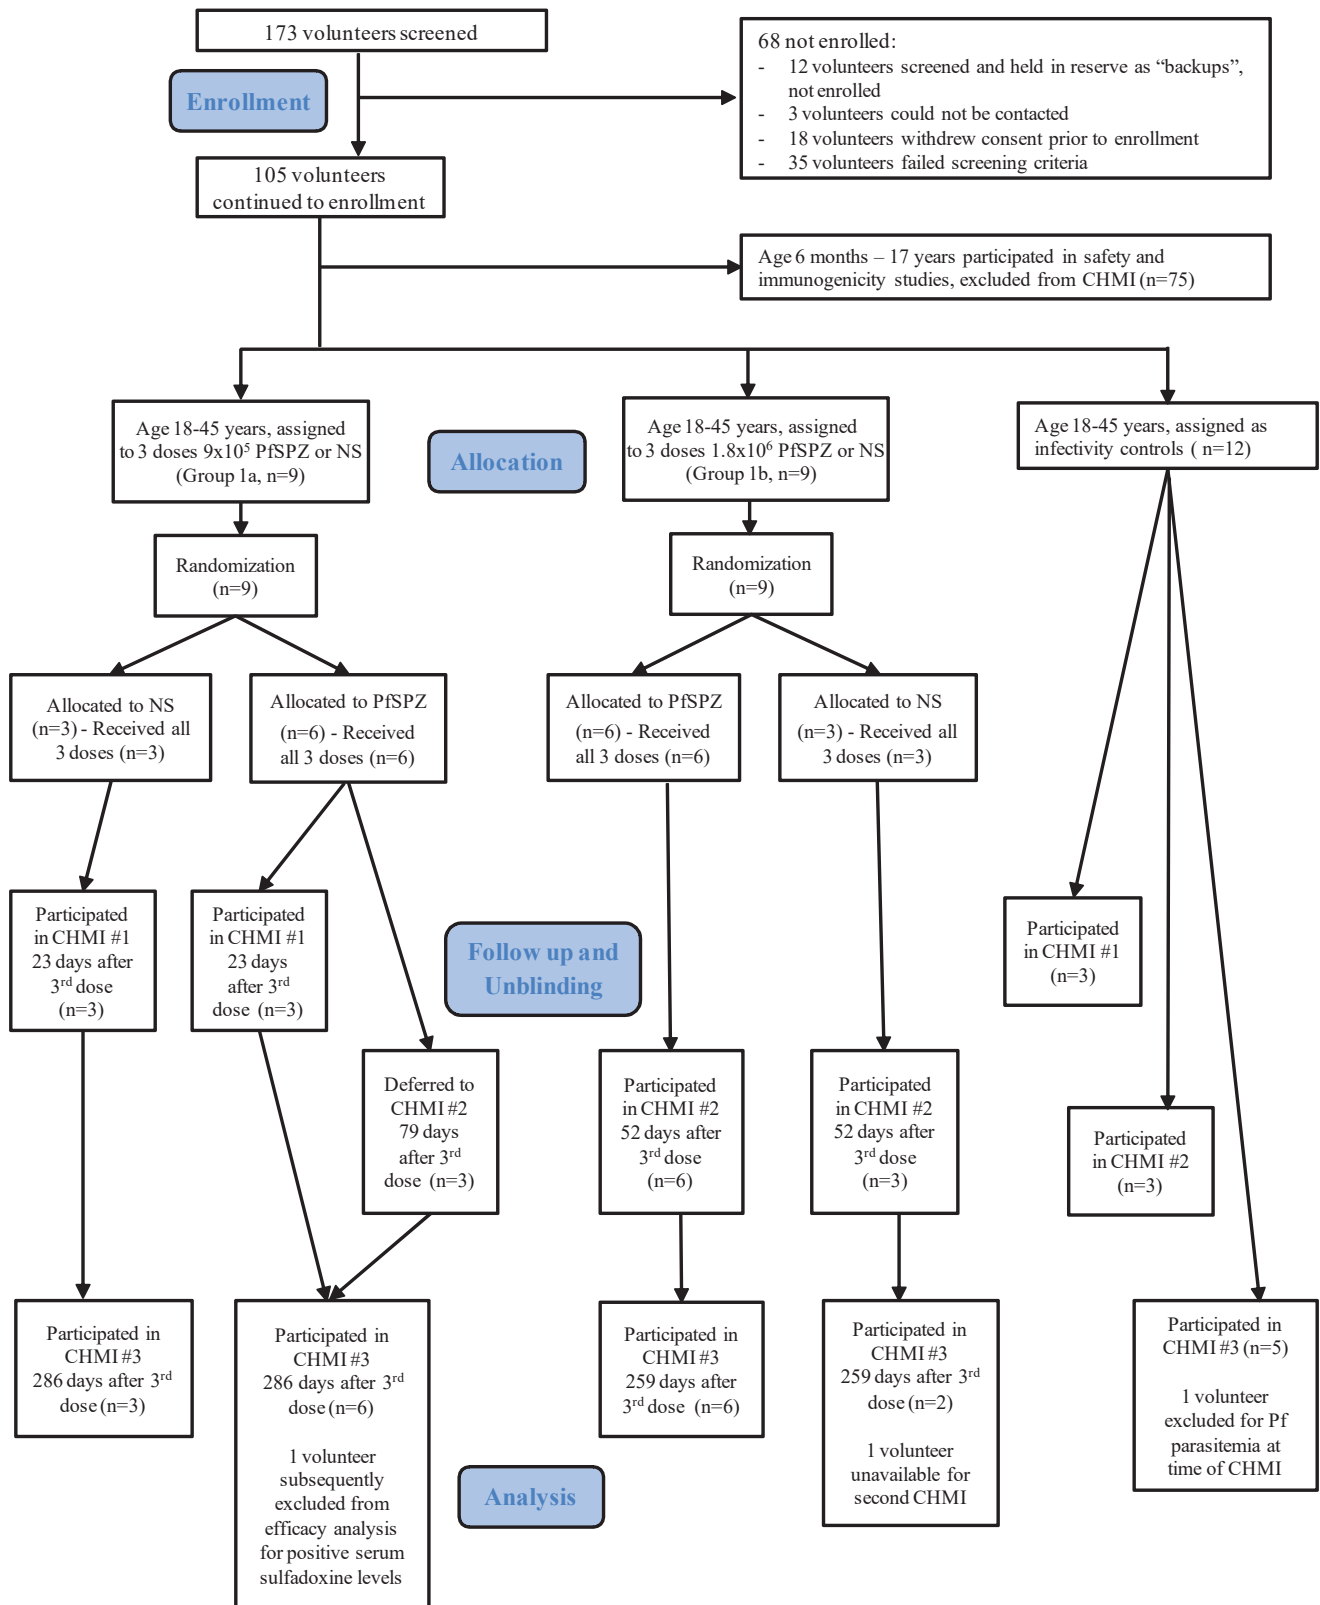 173 volunteers screened
68 not enrolled:
- 12 volunteers screened and held in reserve as “backups”,
not enrolled
- 3 volunteers could not be contacted
- 18 volunteers withdrew consent prior to enrollment
- 35 volunteers failed screening criteria
Enrollment
105 volunteers
continued to enrollment
Age 6 months – 17 years participated in safety and
immunogenicity studies, excluded from CHMI (n=75)
Age 18-45 years, assigned
to 3 doses 9x10⁵ PfSPZ or NS
(Group 1a, n=9)
Allocation
Age 18-45 years, assigned
to 3 doses 1.8x10⁶ PfSPZ or NS
(Group 1b, n=9)
Age 18-45 years, assigned as
infectivity controls ( n=12)
Randomization
(n=9)
Randomization
(n=9)
Allocated to NS
(n=3) - Received all
3 doses (n=3)
Allocated to PfSPZ
(n=6) - Received
all 3 doses (n=6)
Allocated to PfSPZ
(n=6) - Received
all 3 doses (n=6)
Allocated to NS
(n=3) - Received all
3 doses (n=3)
Participated
in CHMI #1
23 days after
3rd dose
(n=3)
Participated
in CHMI #1
23 days
after 3rd
dose (n=3)
Follow up and
Unblinding
Participated
in CHMI #1
(n=3)
Deferred to
CHMI #2
79 days
after 3rd
dose (n=3)
Participated
in CHMI #2
52 days after
3rd dose
(n=6)
Participated
in CHMI #2
52 days after
3rd dose
(n=3)
Participated
in CHMI #2
(n=3)
Participated in
CHMI #3
286 days after 3rd
dose (n=3)
Participated in
CHMI #3
286 days after 3rd
dose (n=6)
1 volunteer
subsequently
excluded from
efficacy analysis
for positive serum
sulfadoxine levels
Analysis
Participated in
CHMI #3
259 days after
3rd dose (n=6)
Participated in
CHMI #3
259 days after 3rd
dose (n=2)
1 volunteer
unavailable for
second CHMI
Participated in
CHMI #3 (n=5)
1 volunteer
excluded for Pf
parasitemia at
time of CHMI